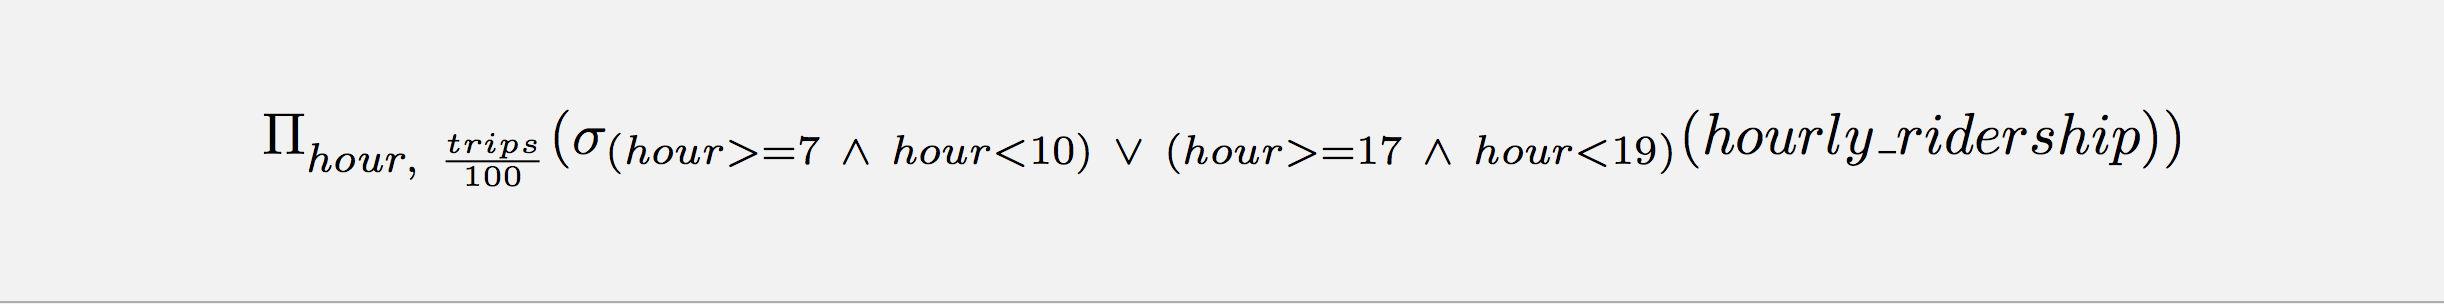 Π_{hour, trips/100}(σ_{(hour>=7 ∧ hour<10) ∨ (hour>=17 ∧ hour<19)}(hourly_ridership))